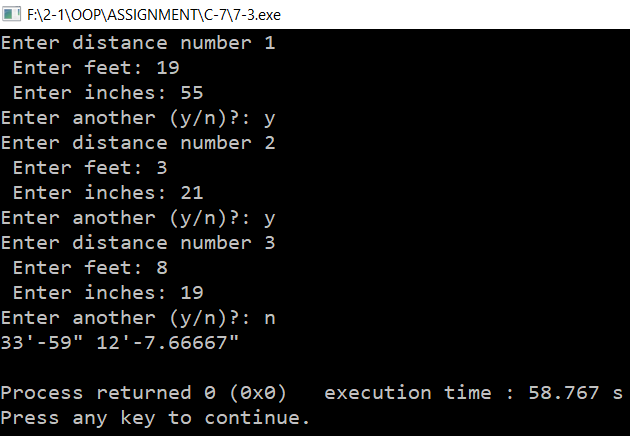 F:\2-1\OOP\ASSIGNMENT\C-7\7-3.exe
Enter distance number 1
Enter feet: 19
Enter inches: 55
Enter another (y/n)?: y
Enter distance number 2
Enter feet: 3
Enter inches: 21
Enter another (y/n)?: y
Enter distance number 3
Enter feet: 8
Enter inches: 19
Enter another (y/n)?: n
33'-59" 12'-7.66667"
Process returned 0 (0x0)   execution time : 58.767 s
Press any key to continue.